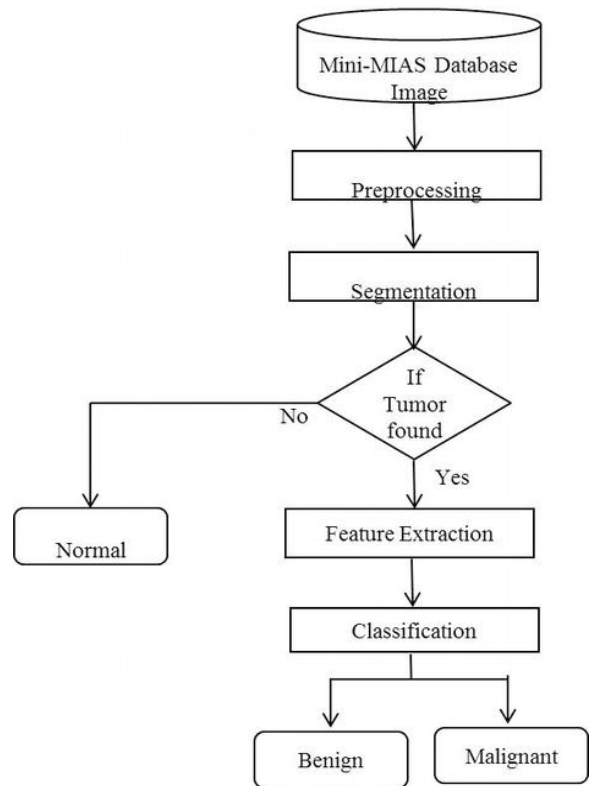 Mini-MIAS Database
Image
Preprocessing
Segmentation
If
Tumor
found
No
Yes
Normal
Feature Extraction
Classification
Benign
Malignant